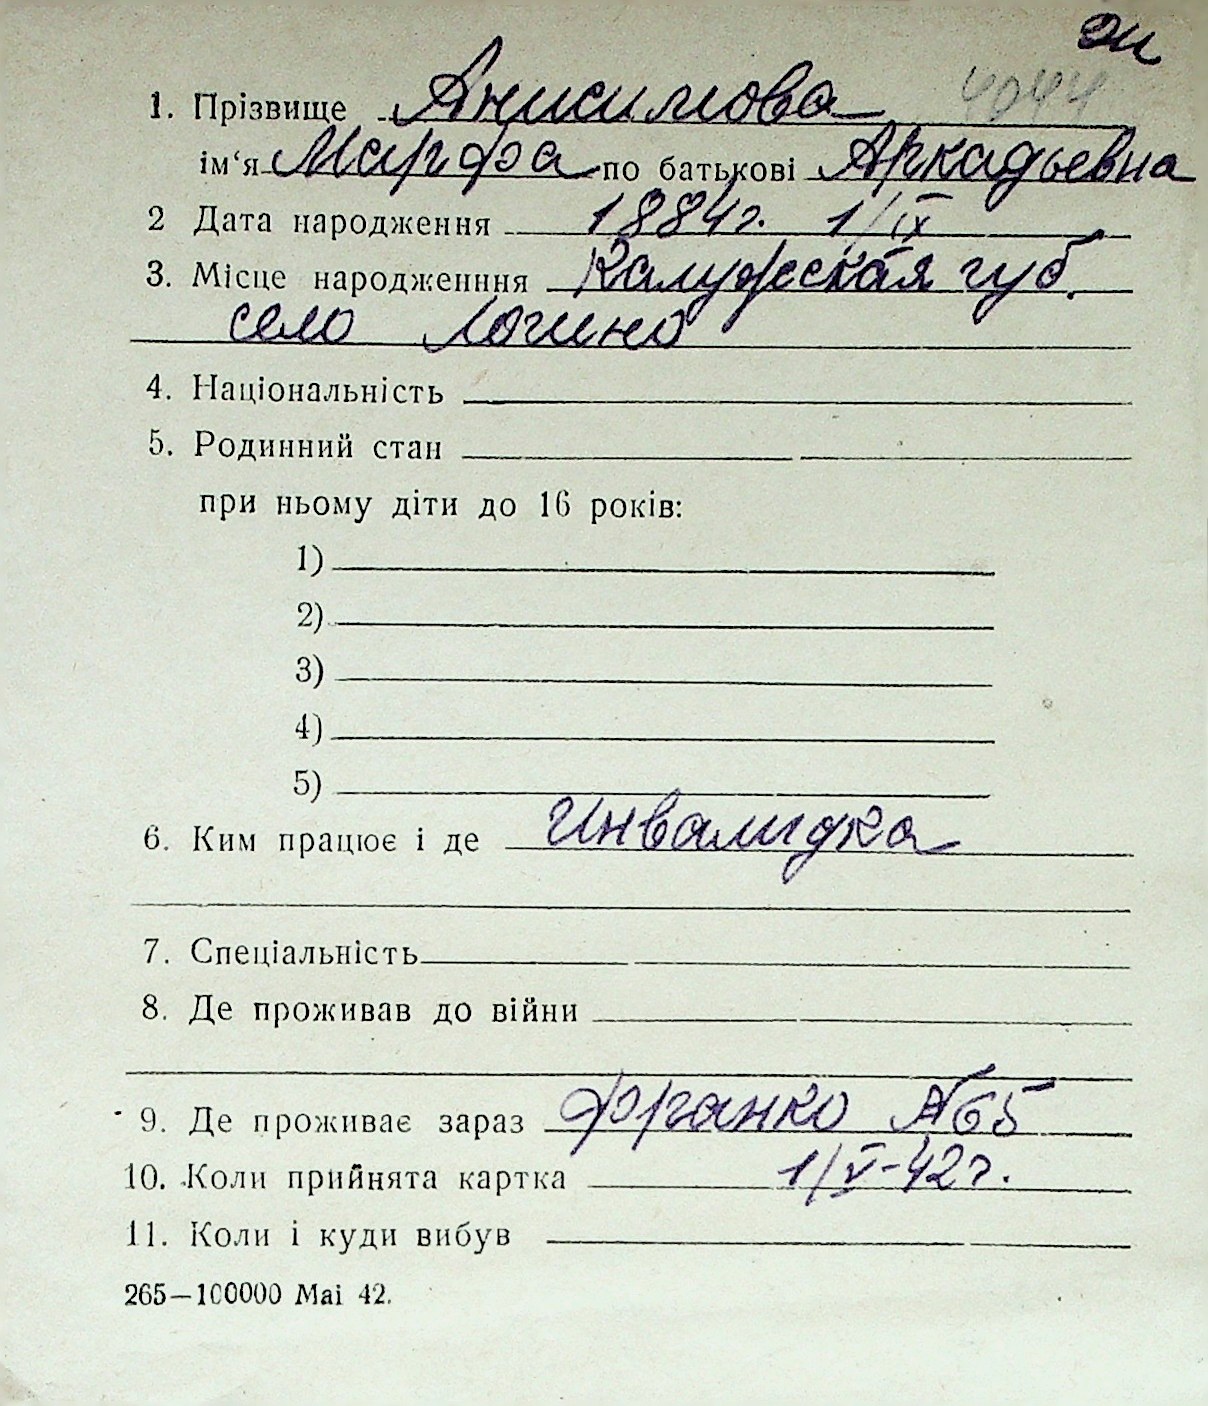 эи
4044
1. Прізвище Анисимова
ім‘я Марфа по батькові Аркадьевна
2 Дата народження 1884г. 1/IX
3. Місце народженння Калужская губ.
село Логино
4. Національність
5. Родинний стан
при ньому діти до 16 років:
1)
2)
3)
4)
5)
6. Ким працює і де Инвалидка
7. Спеціальність
8. Де проживав до війни
9. Де проживає зараз Франко №65
10. Коли прийнята картка 1/V-42г.
11. Коли і куди вибув
265—100000 Mai 42.